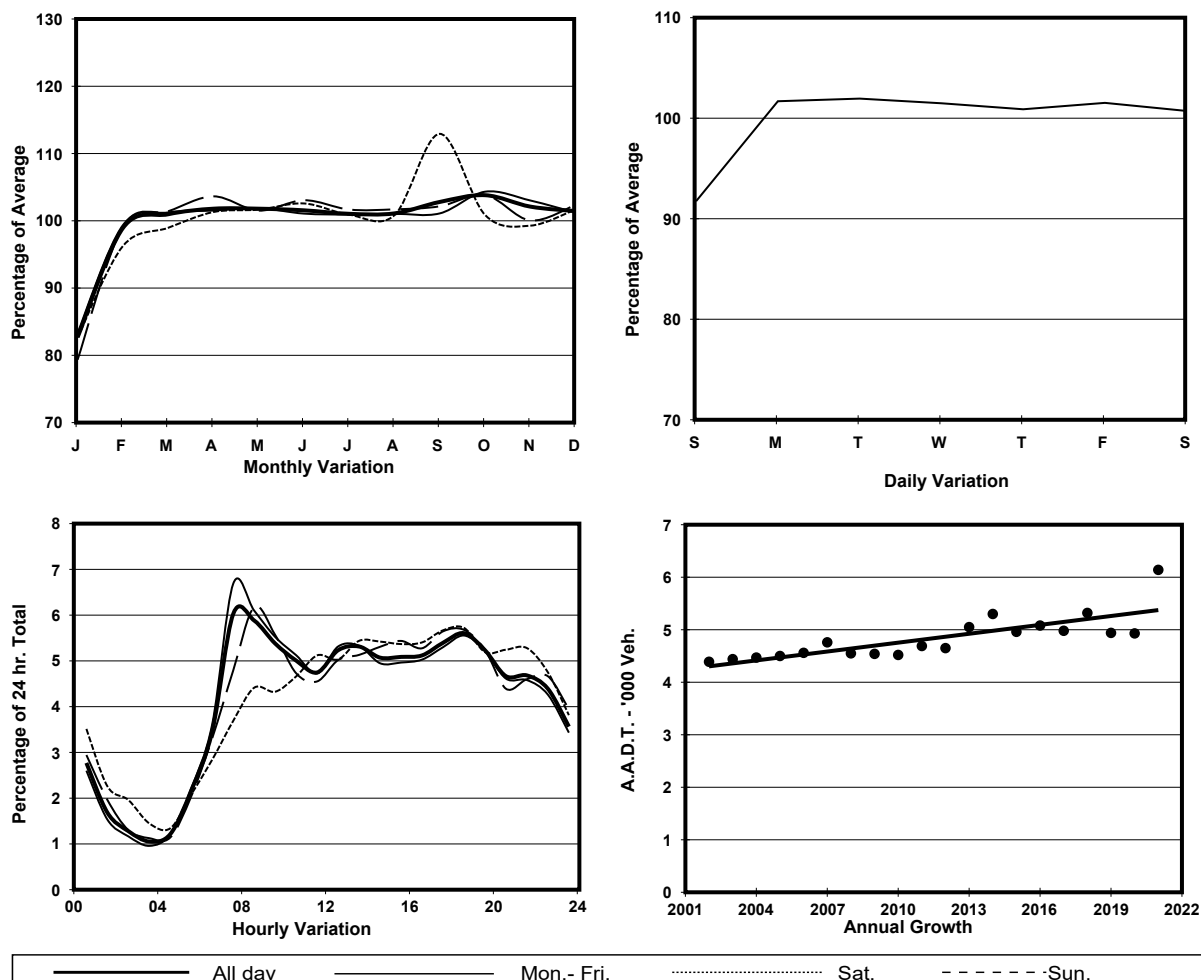 130
120
110
100
90
80
70
Percentage of Average
J F M A M J J A S O N D
Monthly Variation
110
100
90
80
70
Percentage of Average
S M T W T F S
Daily Variation
8
7
6
5
4
3
2
1
0
Percentage of 24 hr. Total
00 04 08 12 16 20 24
Hourly Variation
7
6
5
4
3
2
1
0
A.A.D.T. - '000 Veh.
2001 2004 2007 2010 2013 2016 2019 2022
Annual Growth
All day Mon.- Fri. Sat. Sun.